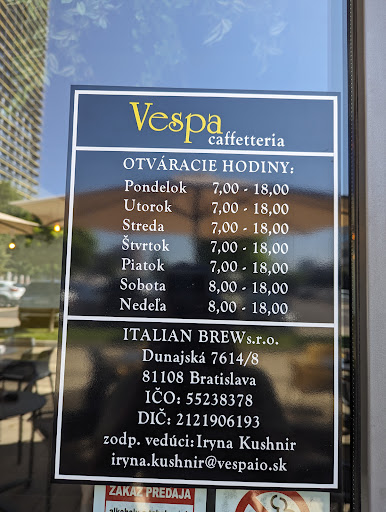 Vespa
caffetteria
OTVÁRACIE HODINY:
Pondelok 7,00 - 18,00
Utorok 7,00 - 18,00
Streda 7,00 - 18,00
Štvrtok 7,00 - 18,00
Piatok 7,00 - 18,00
Sobota 8,00 - 18,00
Nedeľa 8,00 - 18,00
ITALIAN BREW s.r.o.
Dunajská 7614/8
81108 Bratislava
IČO: 55238378
DIČ: 2121906193
zodp. vedúci: Iryna Kushnir
iryna.kushnir@vespaio.sk
ZÁKAZ PREDAJA